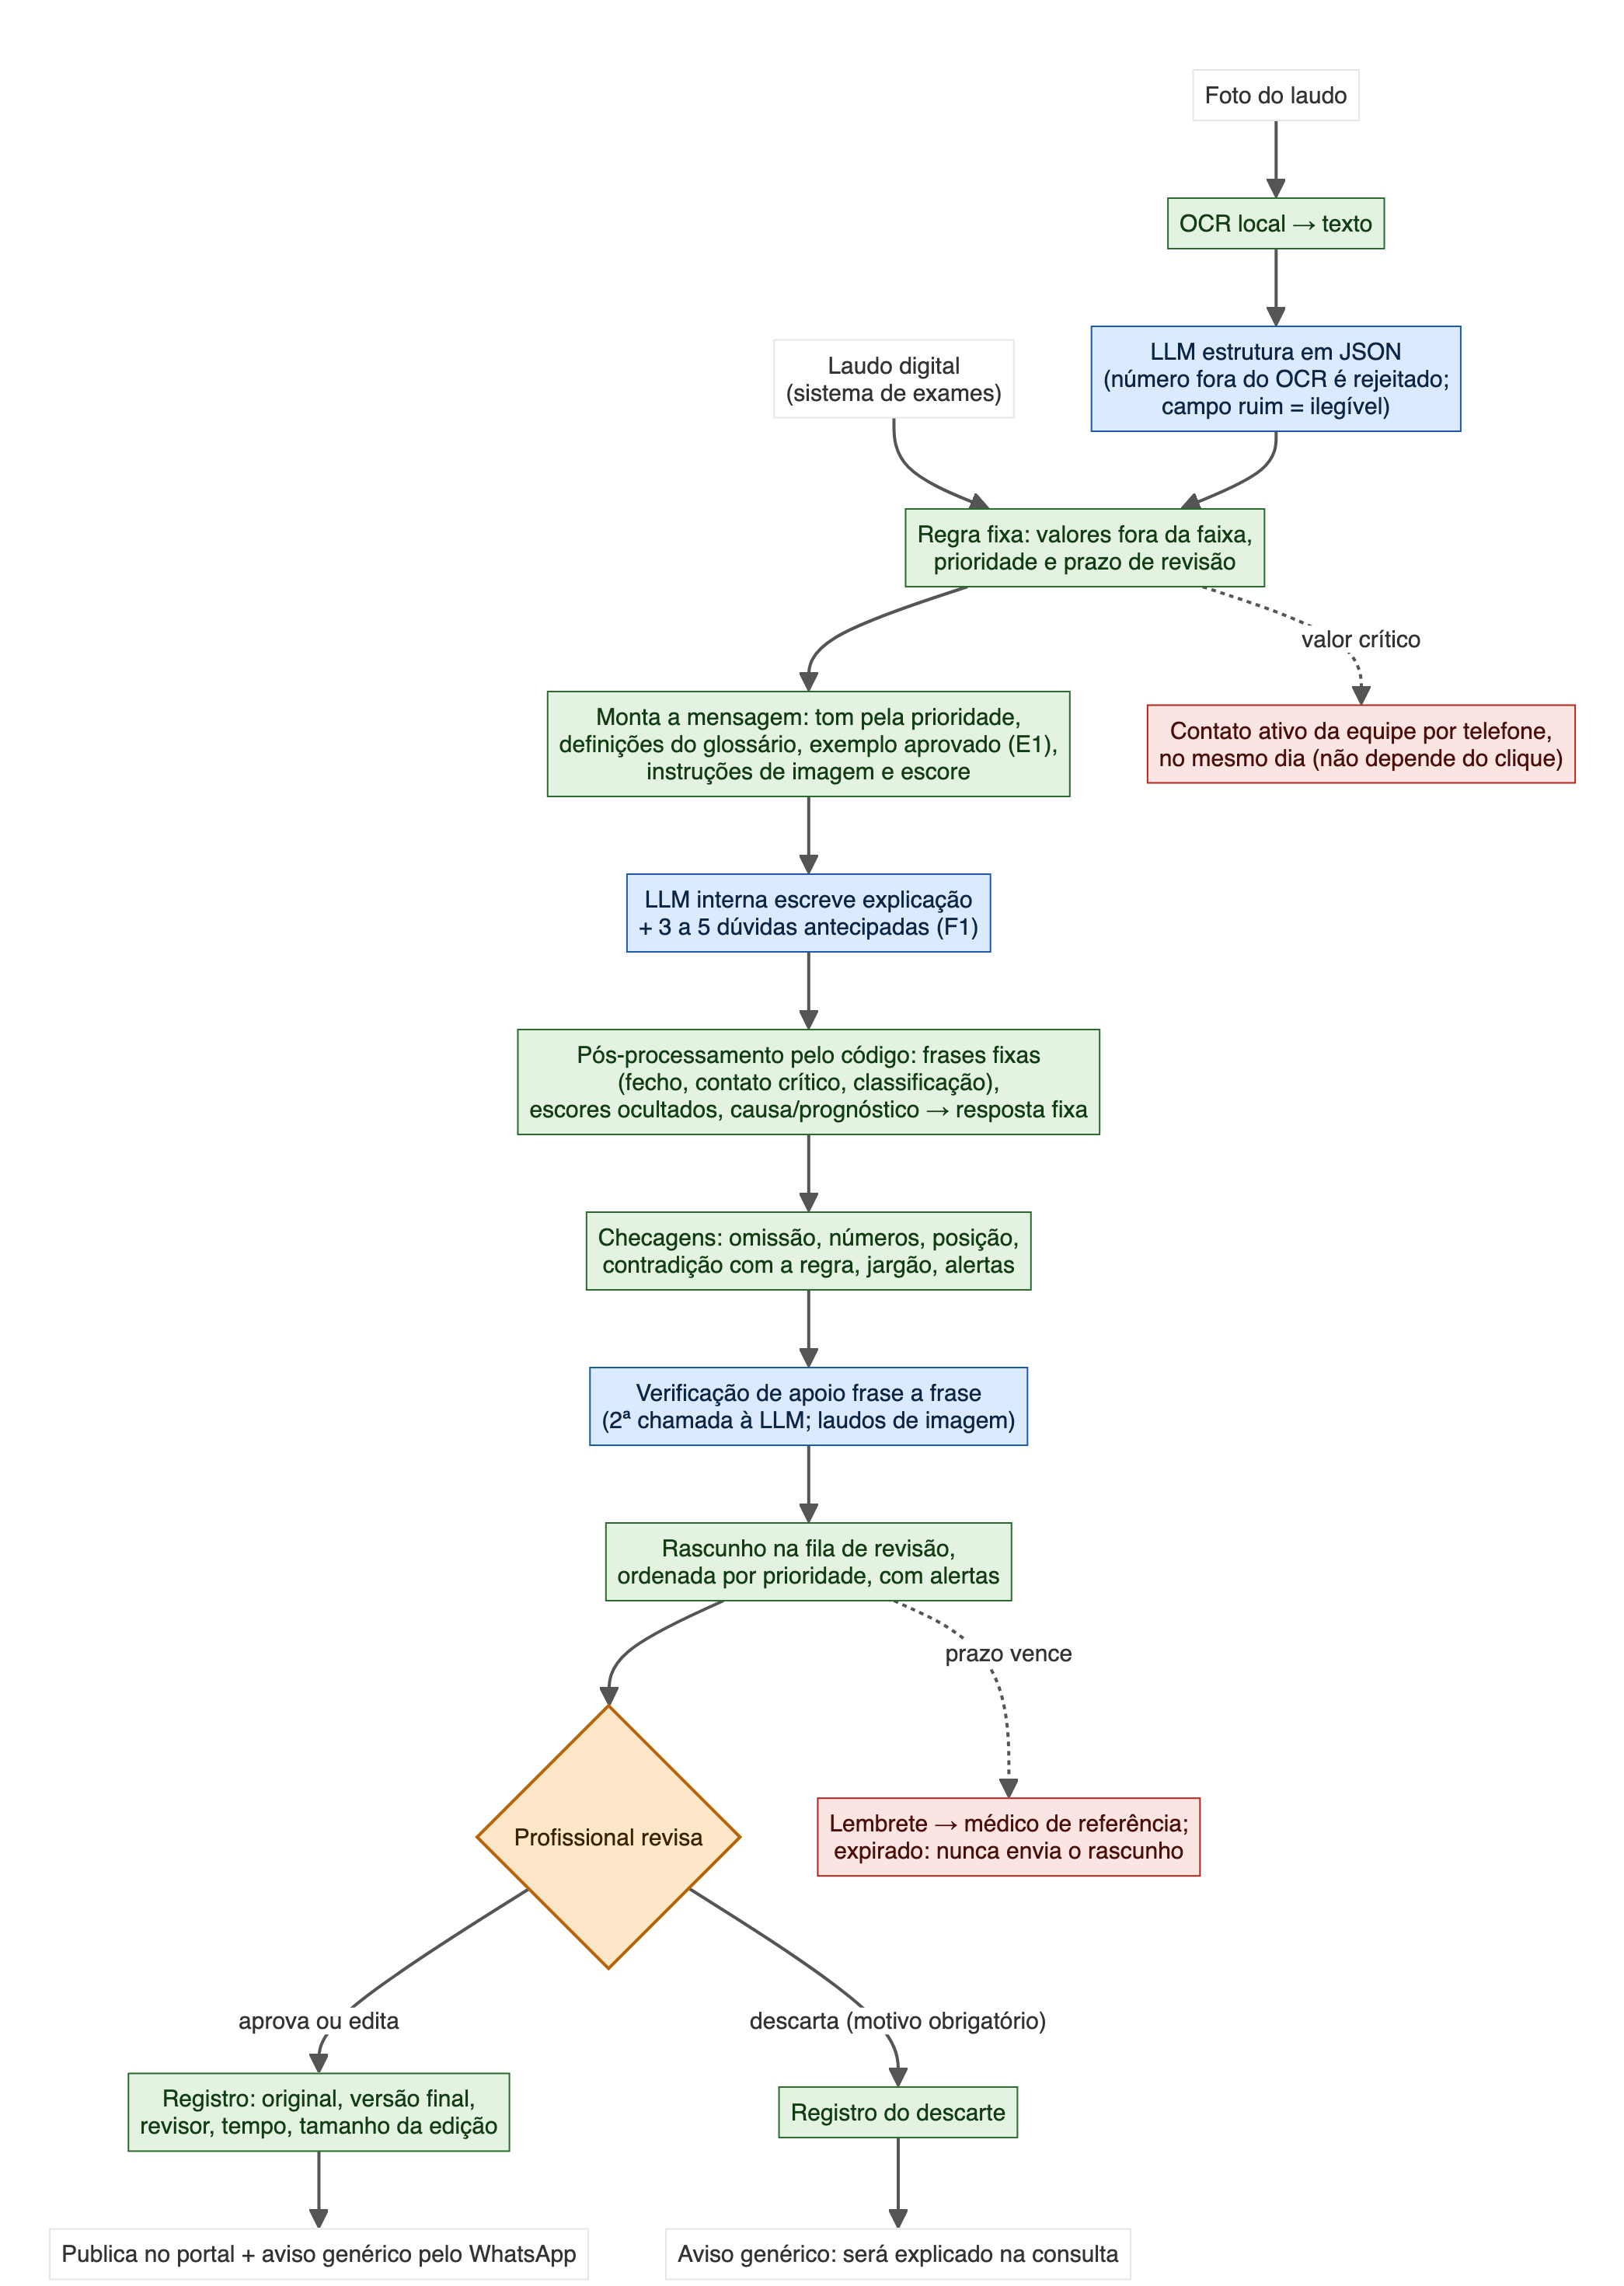 Foto do laudo
OCR local → texto
LLM estrutura em JSON
(número fora do OCR é rejeitado;
campo ruim = ilegível)
Laudo digital
(sistema de exames)
Regra fixa: valores fora da faixa,
prioridade e prazo de revisão
valor crítico
Monta a mensagem: tom pela prioridade,
definições do glossário, exemplo aprovado (E1),
instruções de imagem e escore
Contato ativo da equipe por telefone,
no mesmo dia (não depende do clique)
LLM interna escreve explicação
+ 3 a 5 dúvidas antecipadas (F1)
Pós-processamento pelo código: frases fixas
(fecho, contato crítico, classificação),
escores ocultados, causa/prognóstico → resposta fixa
Checagens: omissão, números, posição,
contradição com a regra, jargão, alertas
Verificação de apoio frase a frase
(2ª chamada à LLM; laudos de imagem)
Rascunho na fila de revisão,
ordenada por prioridade, com alertas
prazo vence
Profissional revisa
Lembrete → médico de referência;
expirado: nunca envia o rascunho
aprova ou edita
descarta (motivo obrigatório)
Registro: original, versão final,
revisor, tempo, tamanho da edição
Registro do descarte
Publica no portal + aviso genérico pelo WhatsApp
Aviso genérico: será explicado na consulta